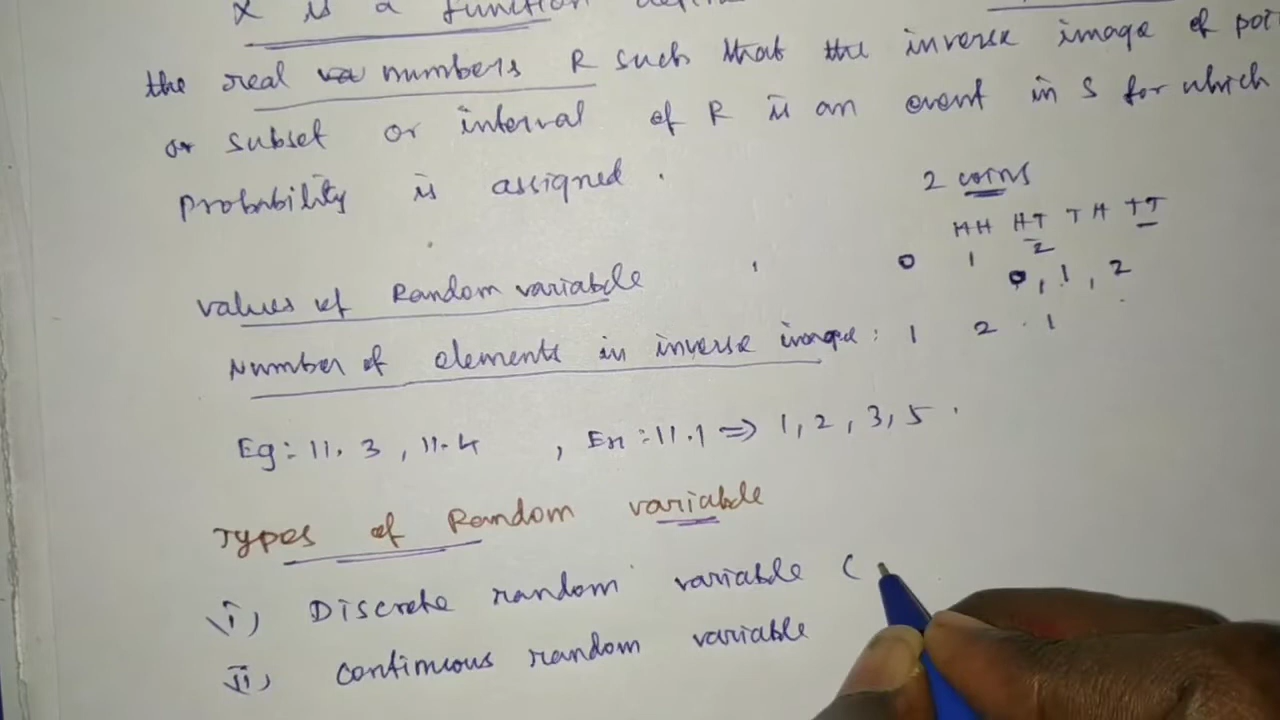 X is a function
the real numbers R such that the inverse image of poi
or subset or interval of R is an event in S for which
Probability is assigned.
2 coins
HH HT TH TT
2
0 1
0, 1, 2
values of Random variable
Number of elements in inverse image: 1 2 1
Eg: 11.3, 11.4, Ex: 11.1 ⇒ 1, 2, 3, 5.
Types of Random variable
(i) Discrete random variable (
(ii) Continuous random variable